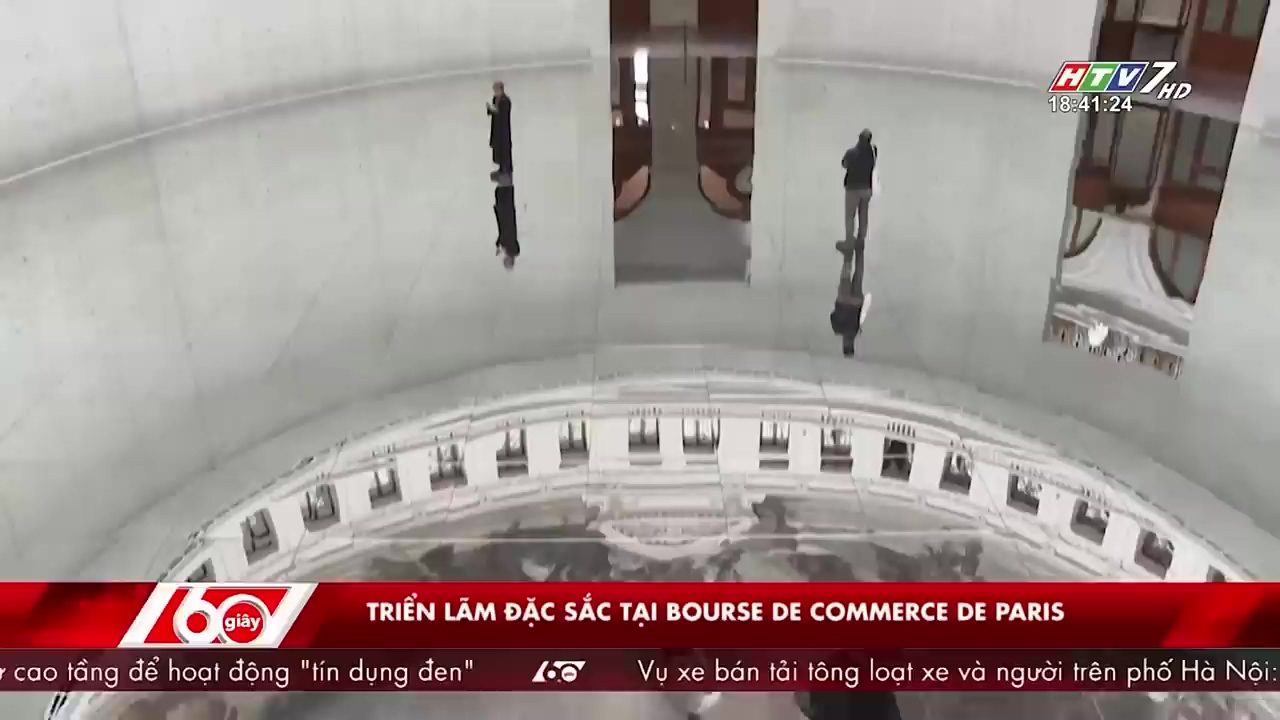 HTV7 HD
18:41:24
60 giây
TRIỂN LÃM ĐẶC SẮC TẠI BOURSE DE COMMERCE DE PARIS
cao tầng để hoạt động "tín dụng đen" 60 giây Vụ xe bán tải tông loạt xe và người trên phố Hà Nội: